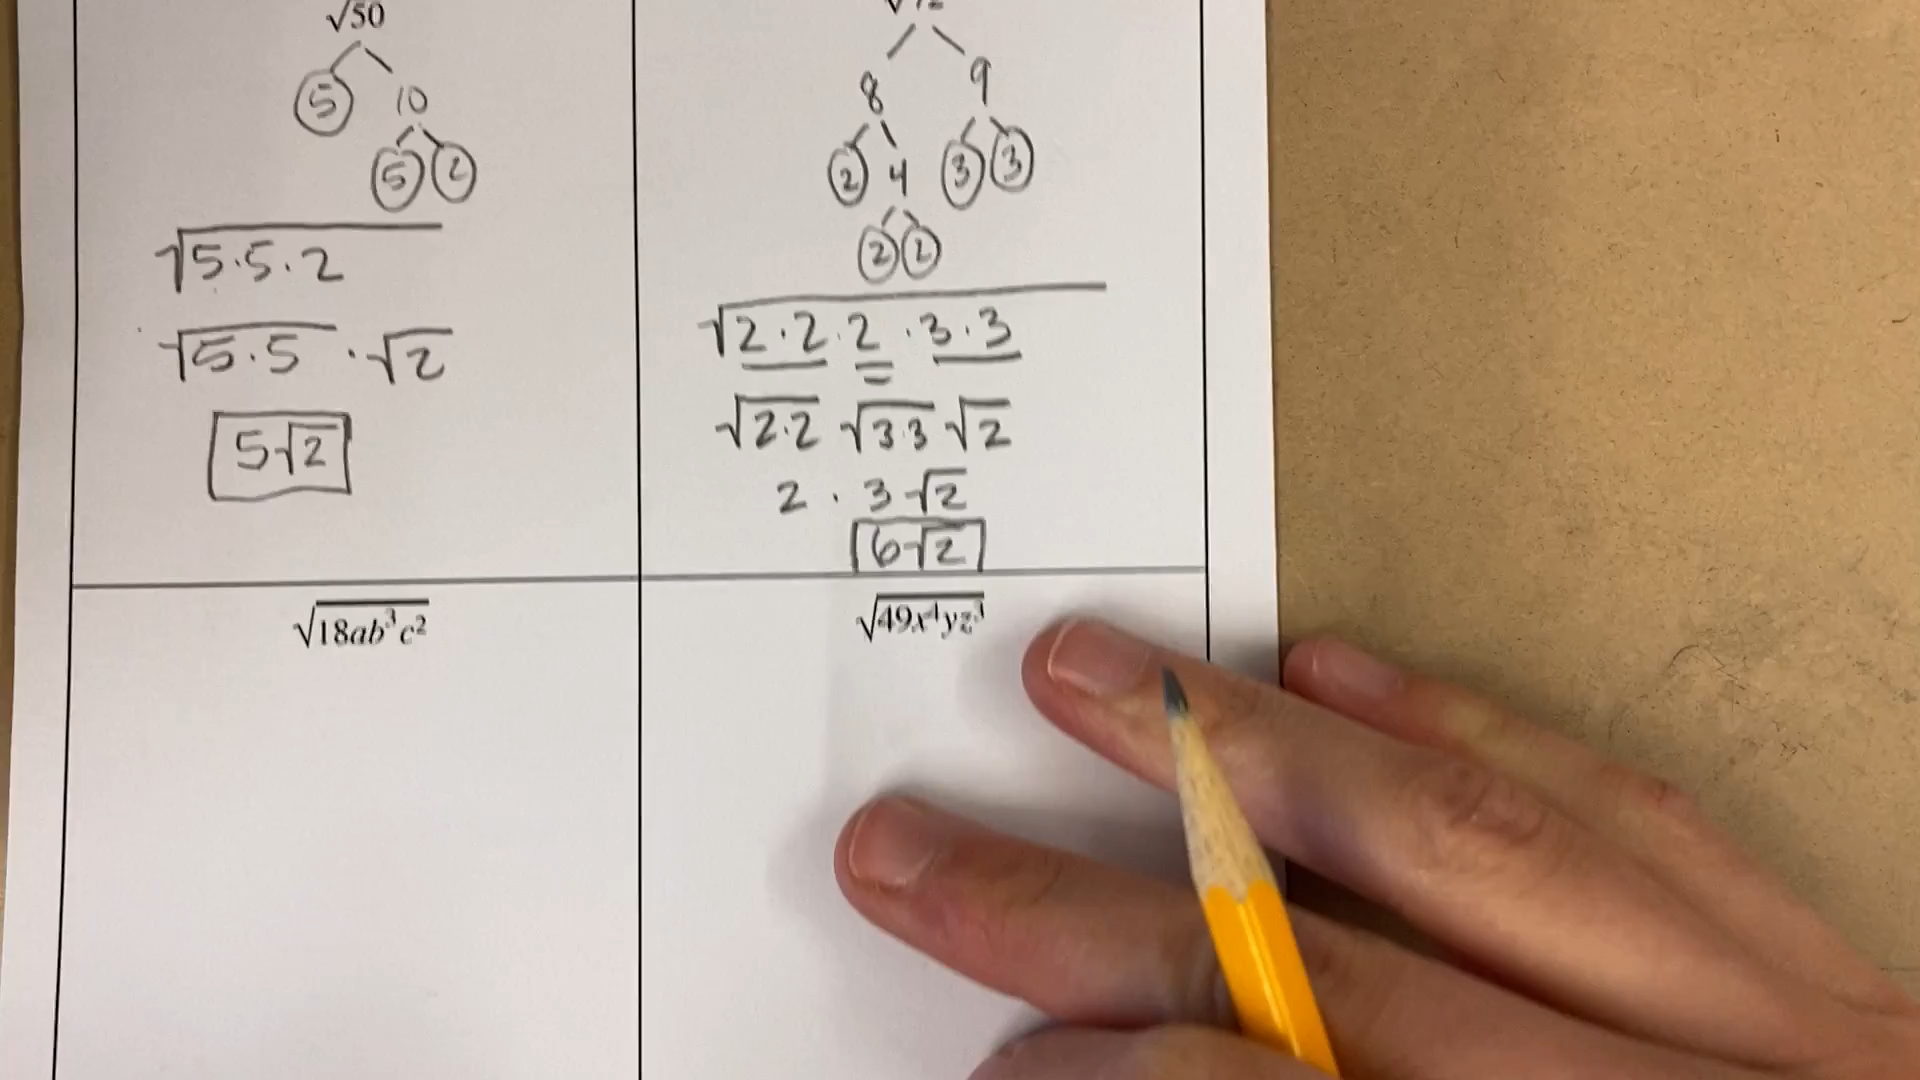 √50
5 10
5 2
√5·5·2
√5·5 · √2
5√2
8 9
2 4 3 3
2 2
√2·2·2·3·3
√2·2 √3·3 √2
2 · 3√2
6√2
√18ab³c²
√49x⁴yz³